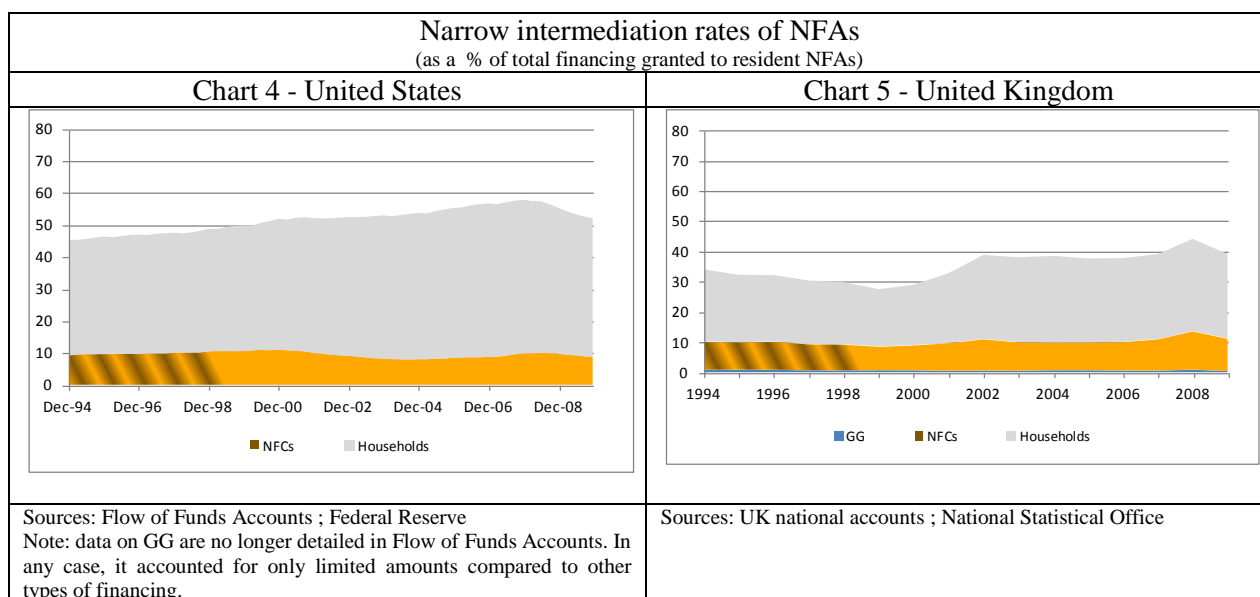 Narrow intermediation rates of NFAs
(as a % of total financing granted to resident NFAs)
Chart 4 - United States
80
70
60
50
40
30
20
10
0
Dec-94 Dec-96 Dec-98 Dec-00 Dec-02 Dec-04 Dec-06 Dec-08
NFCs Households
Chart 5 - United Kingdom
80
70
60
50
40
30
20
10
0
1994 1996 1998 2000 2002 2004 2006 2008
GG NFCs Households
Sources: Flow of Funds Accounts ; Federal Reserve
Note: data on GG are no longer detailed in Flow of Funds Accounts. In
any case, it accounted for only limited amounts compared to other
types of financing.
Sources: UK national accounts ; National Statistical Office